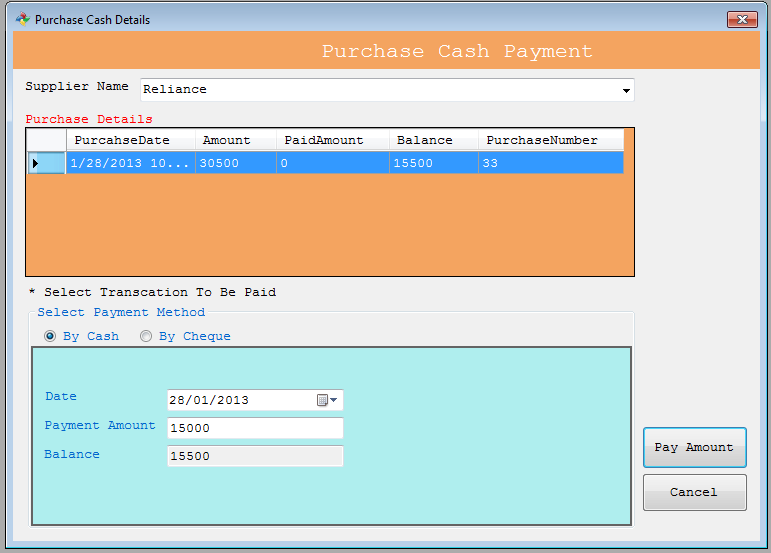 Purchase Cash Details
Purchase Cash Payment
Supplier Name Reliance
Purchase Details
PurcahseDate Amount PaidAmount Balance PurchaseNumber
1/28/2013 10... 30500 0 15500 33
* Select Transcation To Be Paid
Select Payment Method
By Cash By Cheque
Date 28/01/2013
Payment Amount 15000
Balance 15500
Pay Amount
Cancel